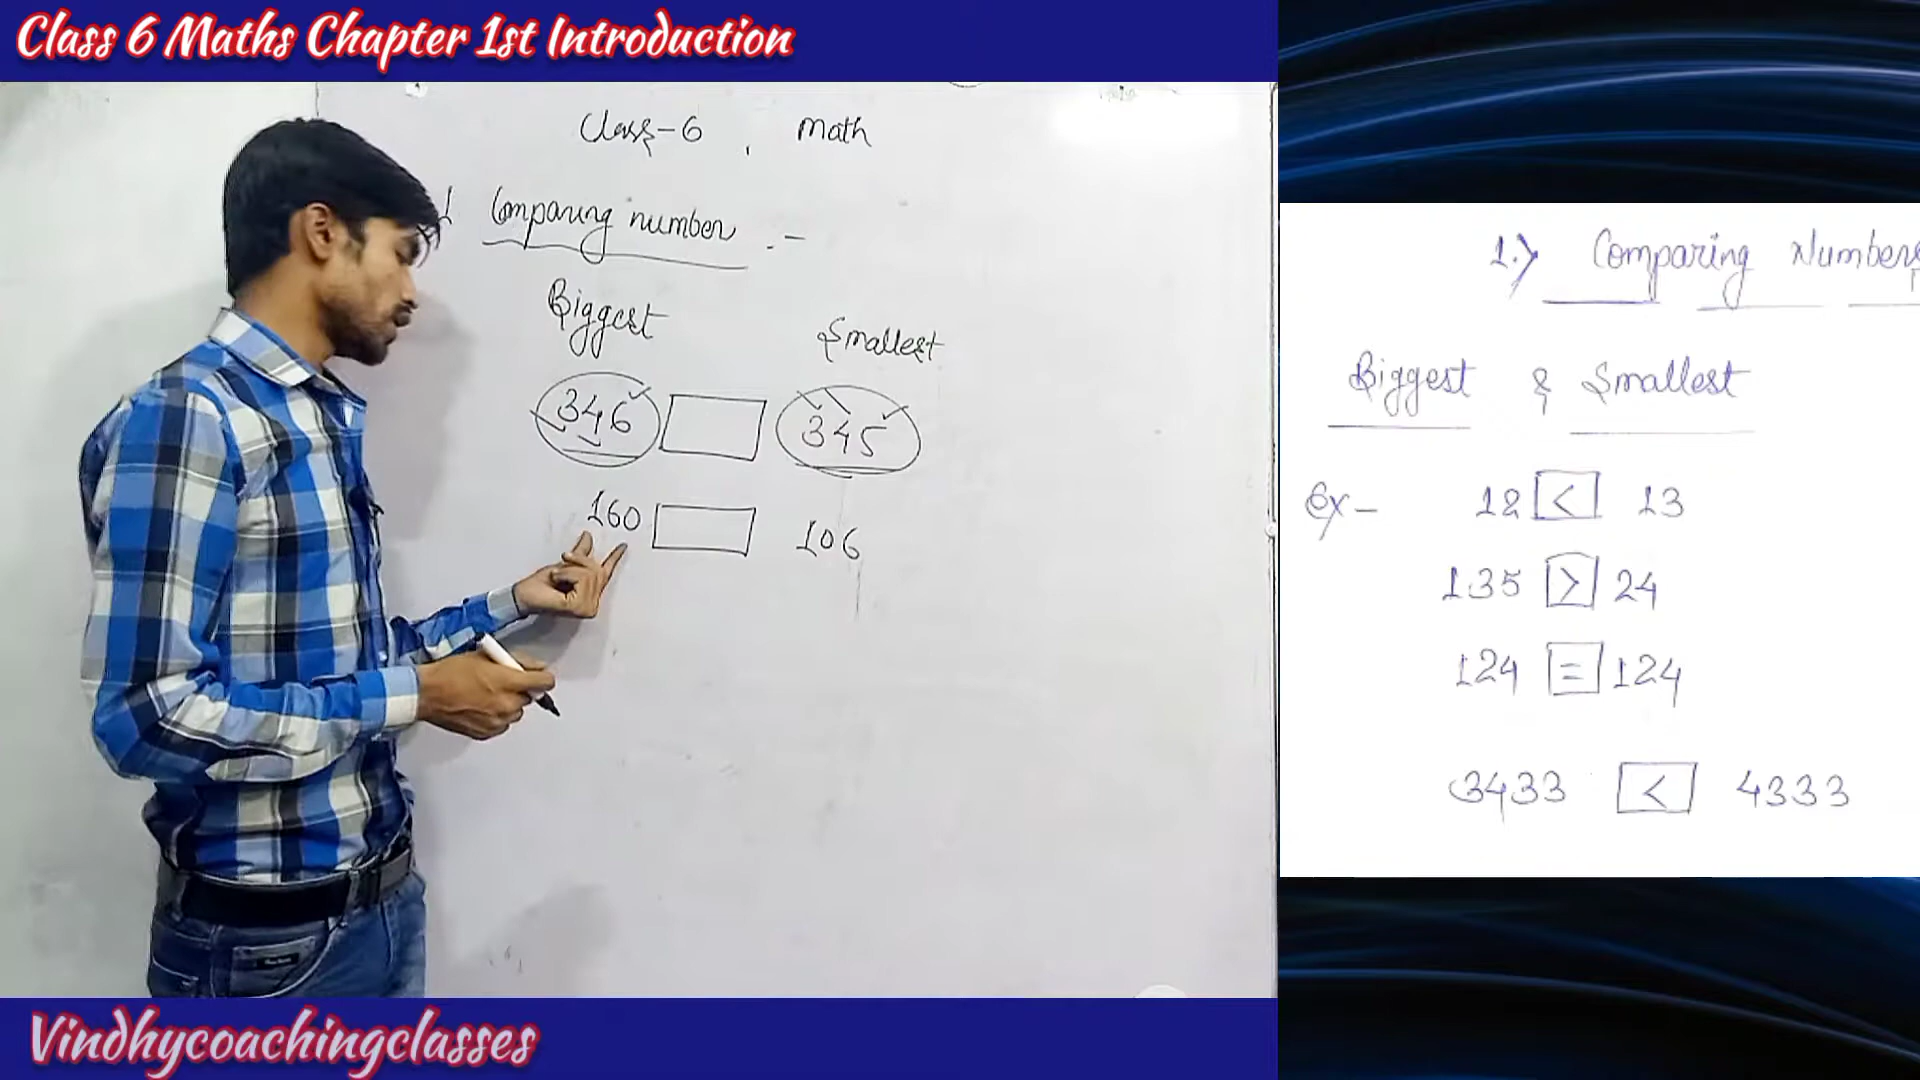 Class 6 Maths Chapter 1st Introduction
Class-6, Math
1 Comparing number :-
Biggest Smallest
346 345
160 106
1.) Comparing Numbers
Biggest & Smallest
Ex- 12 < 13
135 > 24
124 = 124
3433 < 4333
Vindhycoachingclasses